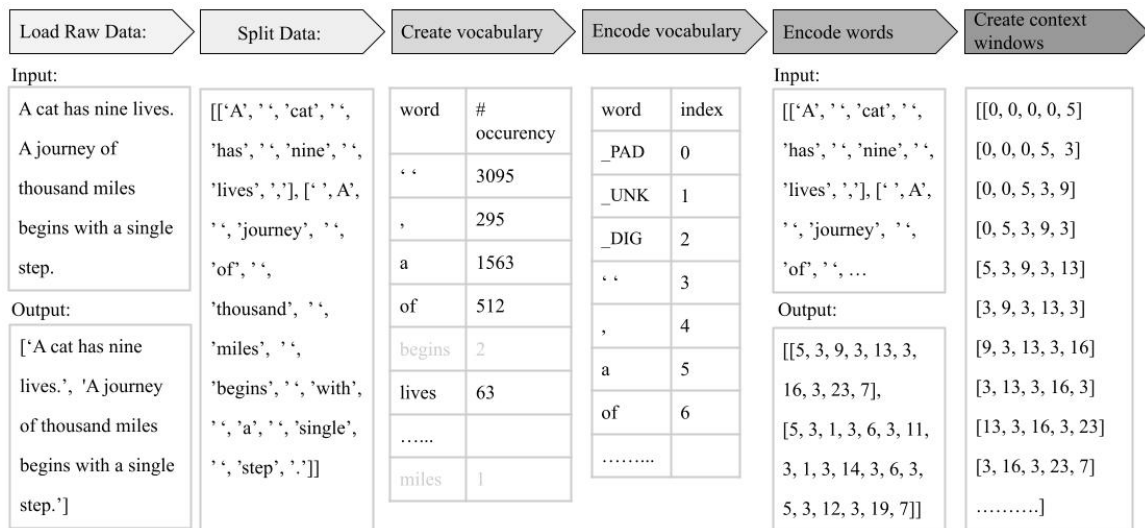 Load Raw Data:
Split Data:
Create vocabulary
Encode vocabulary
Encode words
Create context
windows
Input:
A cat has nine lives.
A journey of
thousand miles
begins with a single
step.
Output:
[‘A cat has nine
lives.’, 'A journey
of thousand miles
begins with a single
step.’]
[[‘A’, ’ ‘, ’cat’, ’ ‘,
’has’, ’ ‘, ’nine’, ’ ‘,
’lives’, ’,’], [‘ ’, A’,
’ ‘, ’journey’, ’ ‘,
’of’, ’ ‘,
’thousand’, ’ ‘,
’miles’, ’ ‘,
’begins’, ’ ‘, ’with’,
’ ‘, ’a’, ’ ‘, ’single’,
’ ‘, ’step’, ’.’]]
word #
occurency
‘ ‘ 3095
, 295
a 1563
of 512
begins 2
lives 63
…...
miles 1
word index
_PAD 0
_UNK 1
_DIG 2
‘ ‘ 3
, 4
a 5
of 6
……...
Input:
[[‘A’, ’ ‘, ’cat’, ’ ‘,
’has’, ’ ‘, ’nine’, ’ ‘,
’lives’, ’,’], [‘ ’, A’,
’ ‘, ’journey’, ’ ‘,
’of’, ’ ‘, …
Output:
[[5, 3, 9, 3, 13, 3,
16, 3, 23, 7],
[5, 3, 1, 3, 6, 3, 11,
3, 1, 3, 14, 3, 6, 3,
5, 3, 12, 3, 19, 7]]
[[0, 0, 0, 0, 5]
[0, 0, 0, 5, 3]
[0, 0, 5, 3, 9]
[0, 5, 3, 9, 3]
[5, 3, 9, 3, 13]
[3, 9, 3, 13, 3]
[9, 3, 13, 3, 16]
[3, 13, 3, 16, 3]
[13, 3, 16, 3, 23]
[3, 16, 3, 23, 7]
……….]